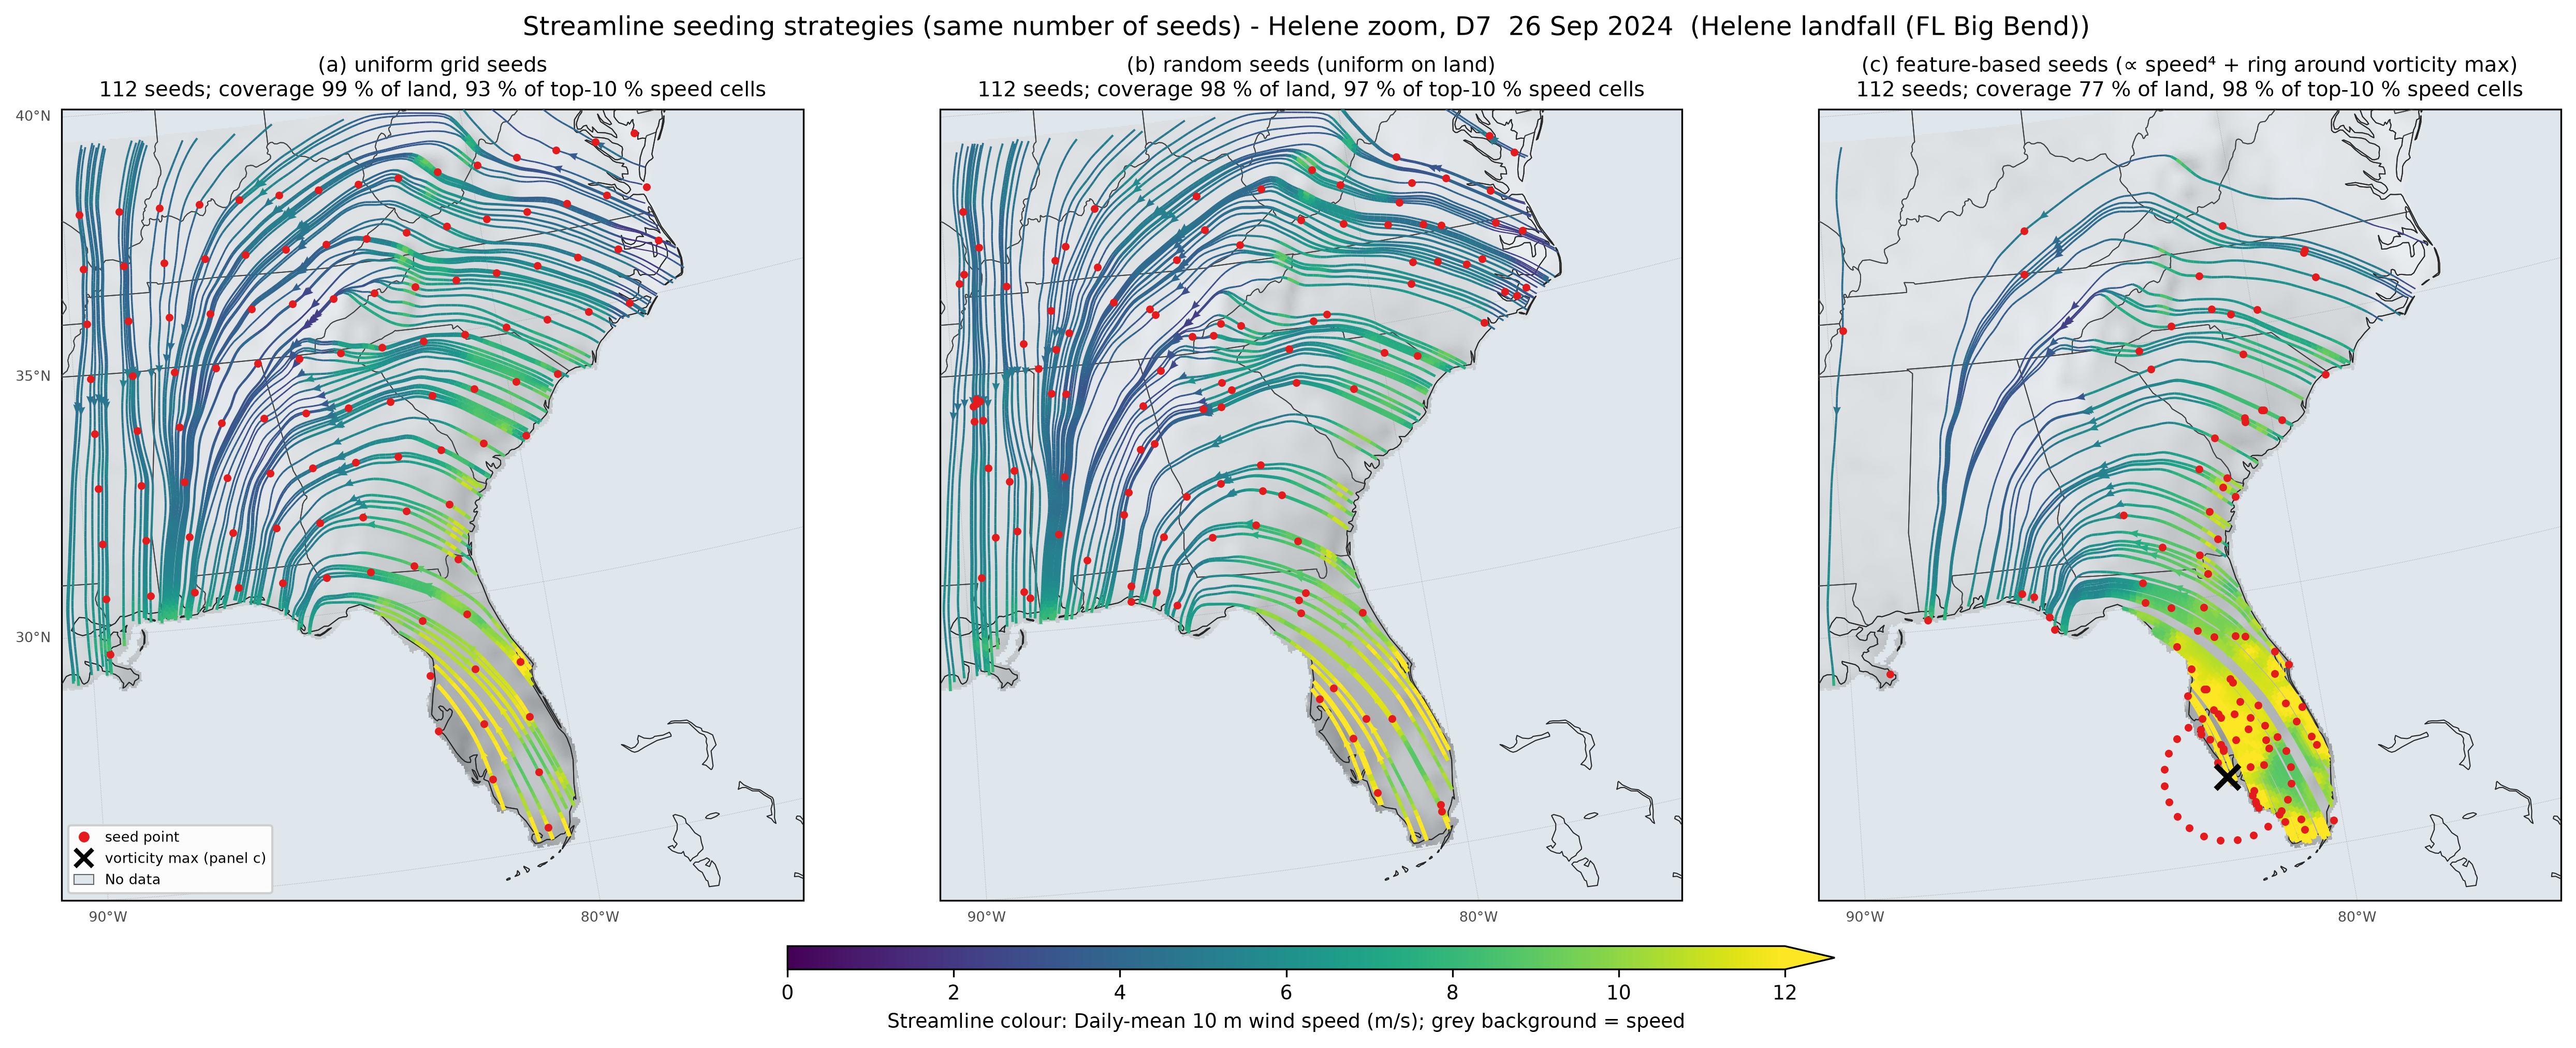 Streamline seeding strategies (same number of seeds) - Helene zoom, D7  26 Sep 2024  (Helene landfall (FL Big Bend))
(a) uniform grid seeds
112 seeds; coverage 99 % of land, 93 % of top-10 % speed cells
(b) random seeds (uniform on land)
112 seeds; coverage 98 % of land, 97 % of top-10 % speed cells
(c) feature-based seeds (∝ speed⁴ + ring around vorticity max)
112 seeds; coverage 77 % of land, 98 % of top-10 % speed cells
40°N
35°N
30°N
seed point
vorticity max (panel c)
No data
90°W
80°W
90°W
80°W
90°W
80°W
0
2
4
6
8
10
12
Streamline colour: Daily-mean 10 m wind speed (m/s); grey background = speed